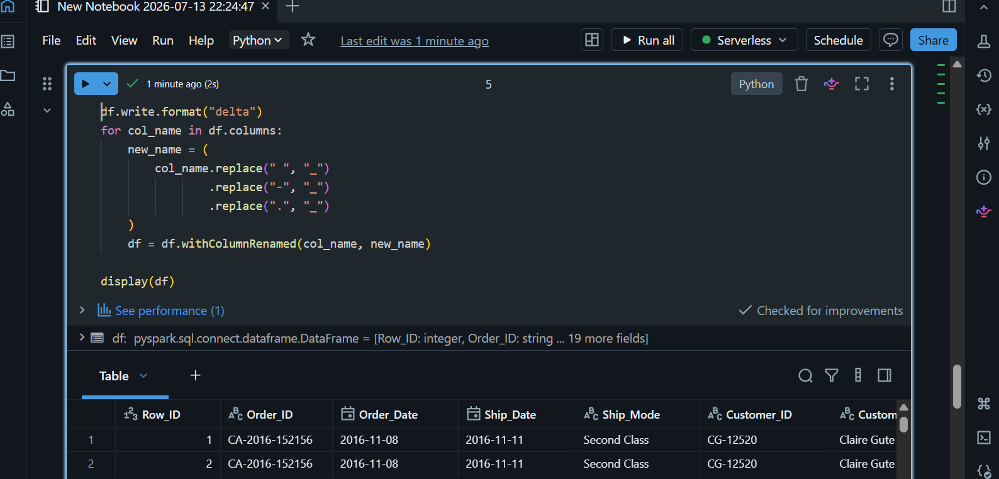 New Notebook 2026-07-13 22:24:47
File Edit View Run Help Python Last edit was 1 minute ago Run all Serverless Schedule Share
1 minute ago (2s) 5 Python
df.write.format("delta")
for col_name in df.columns:
    new_name = (
        col_name.replace(" ", "_")
                .replace("-", "_")
                .replace(".", "_")
    )
    df = df.withColumnRenamed(col_name, new_name)
display(df)
See performance (1) Checked for improvements
df: pyspark.sql.connect.dataframe.DataFrame = [Row_ID: integer, Order_ID: string ... 19 more fields]
Table
Row_ID Order_ID Order_Date Ship_Date Ship_Mode Customer_ID Custom
1 1 CA-2016-152156 2016-11-08 2016-11-11 Second Class CG-12520 Claire Gute
2 2 CA-2016-152156 2016-11-08 2016-11-11 Second Class CG-12520 Claire Gute